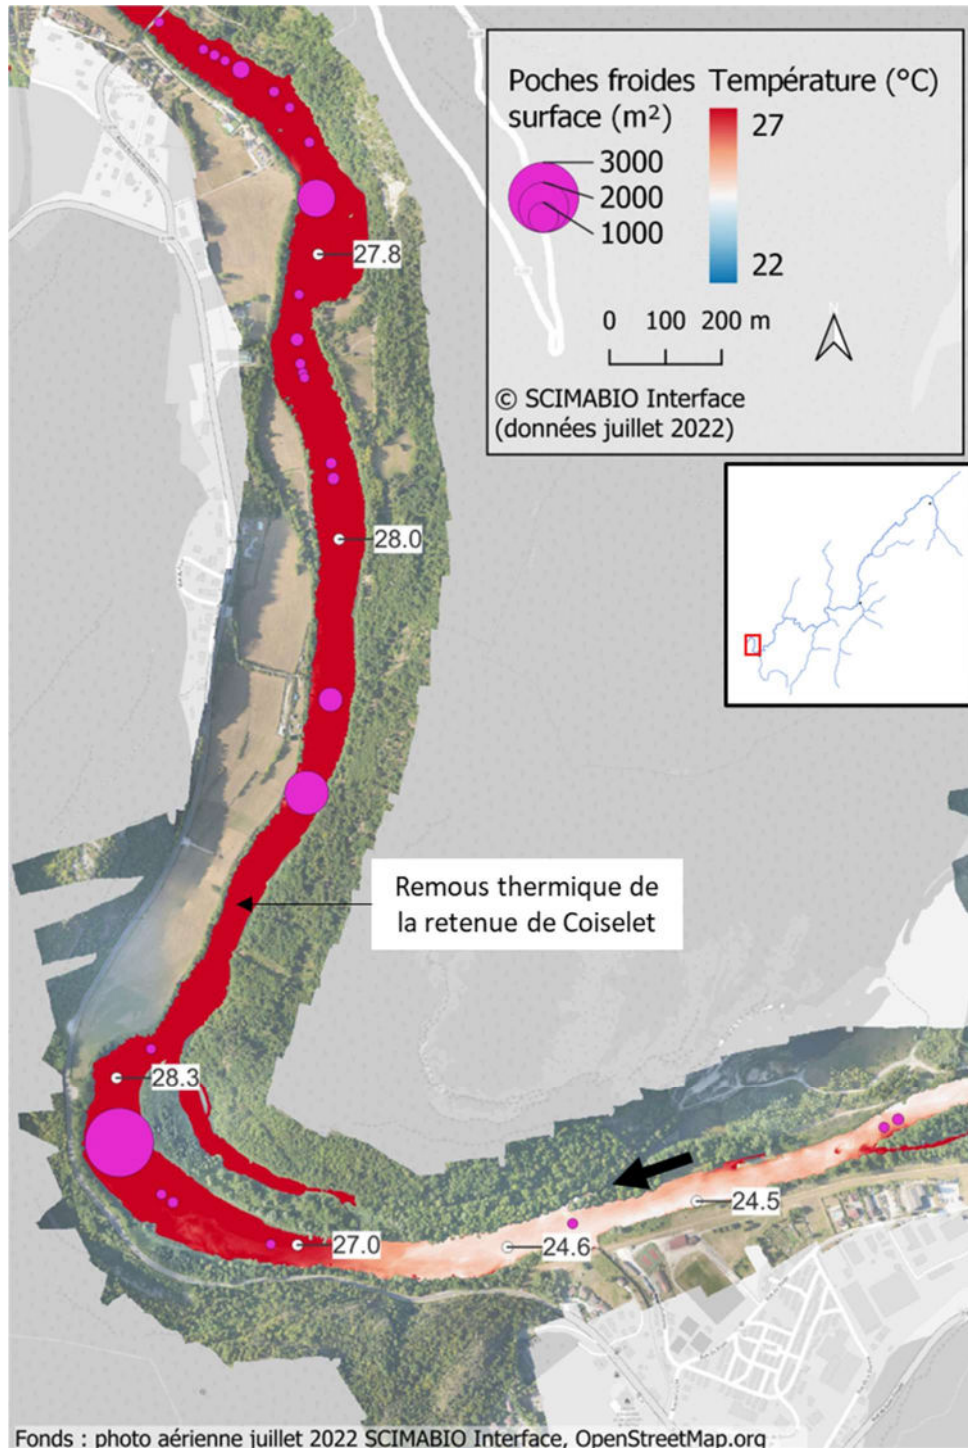 Poches froides
surface (m²)
3000
2000
1000
Température (°C)
27
22
0 100 200 m
N
© SCIMABIO Interface
(données juillet 2022)
27.8
28.0
Remous thermique de
la retenue de Coiselet
28.3
24.5
24.6
27.0
Fonds : photo aérienne juillet 2022 SCIMABIO Interface, OpenStreetMap.org